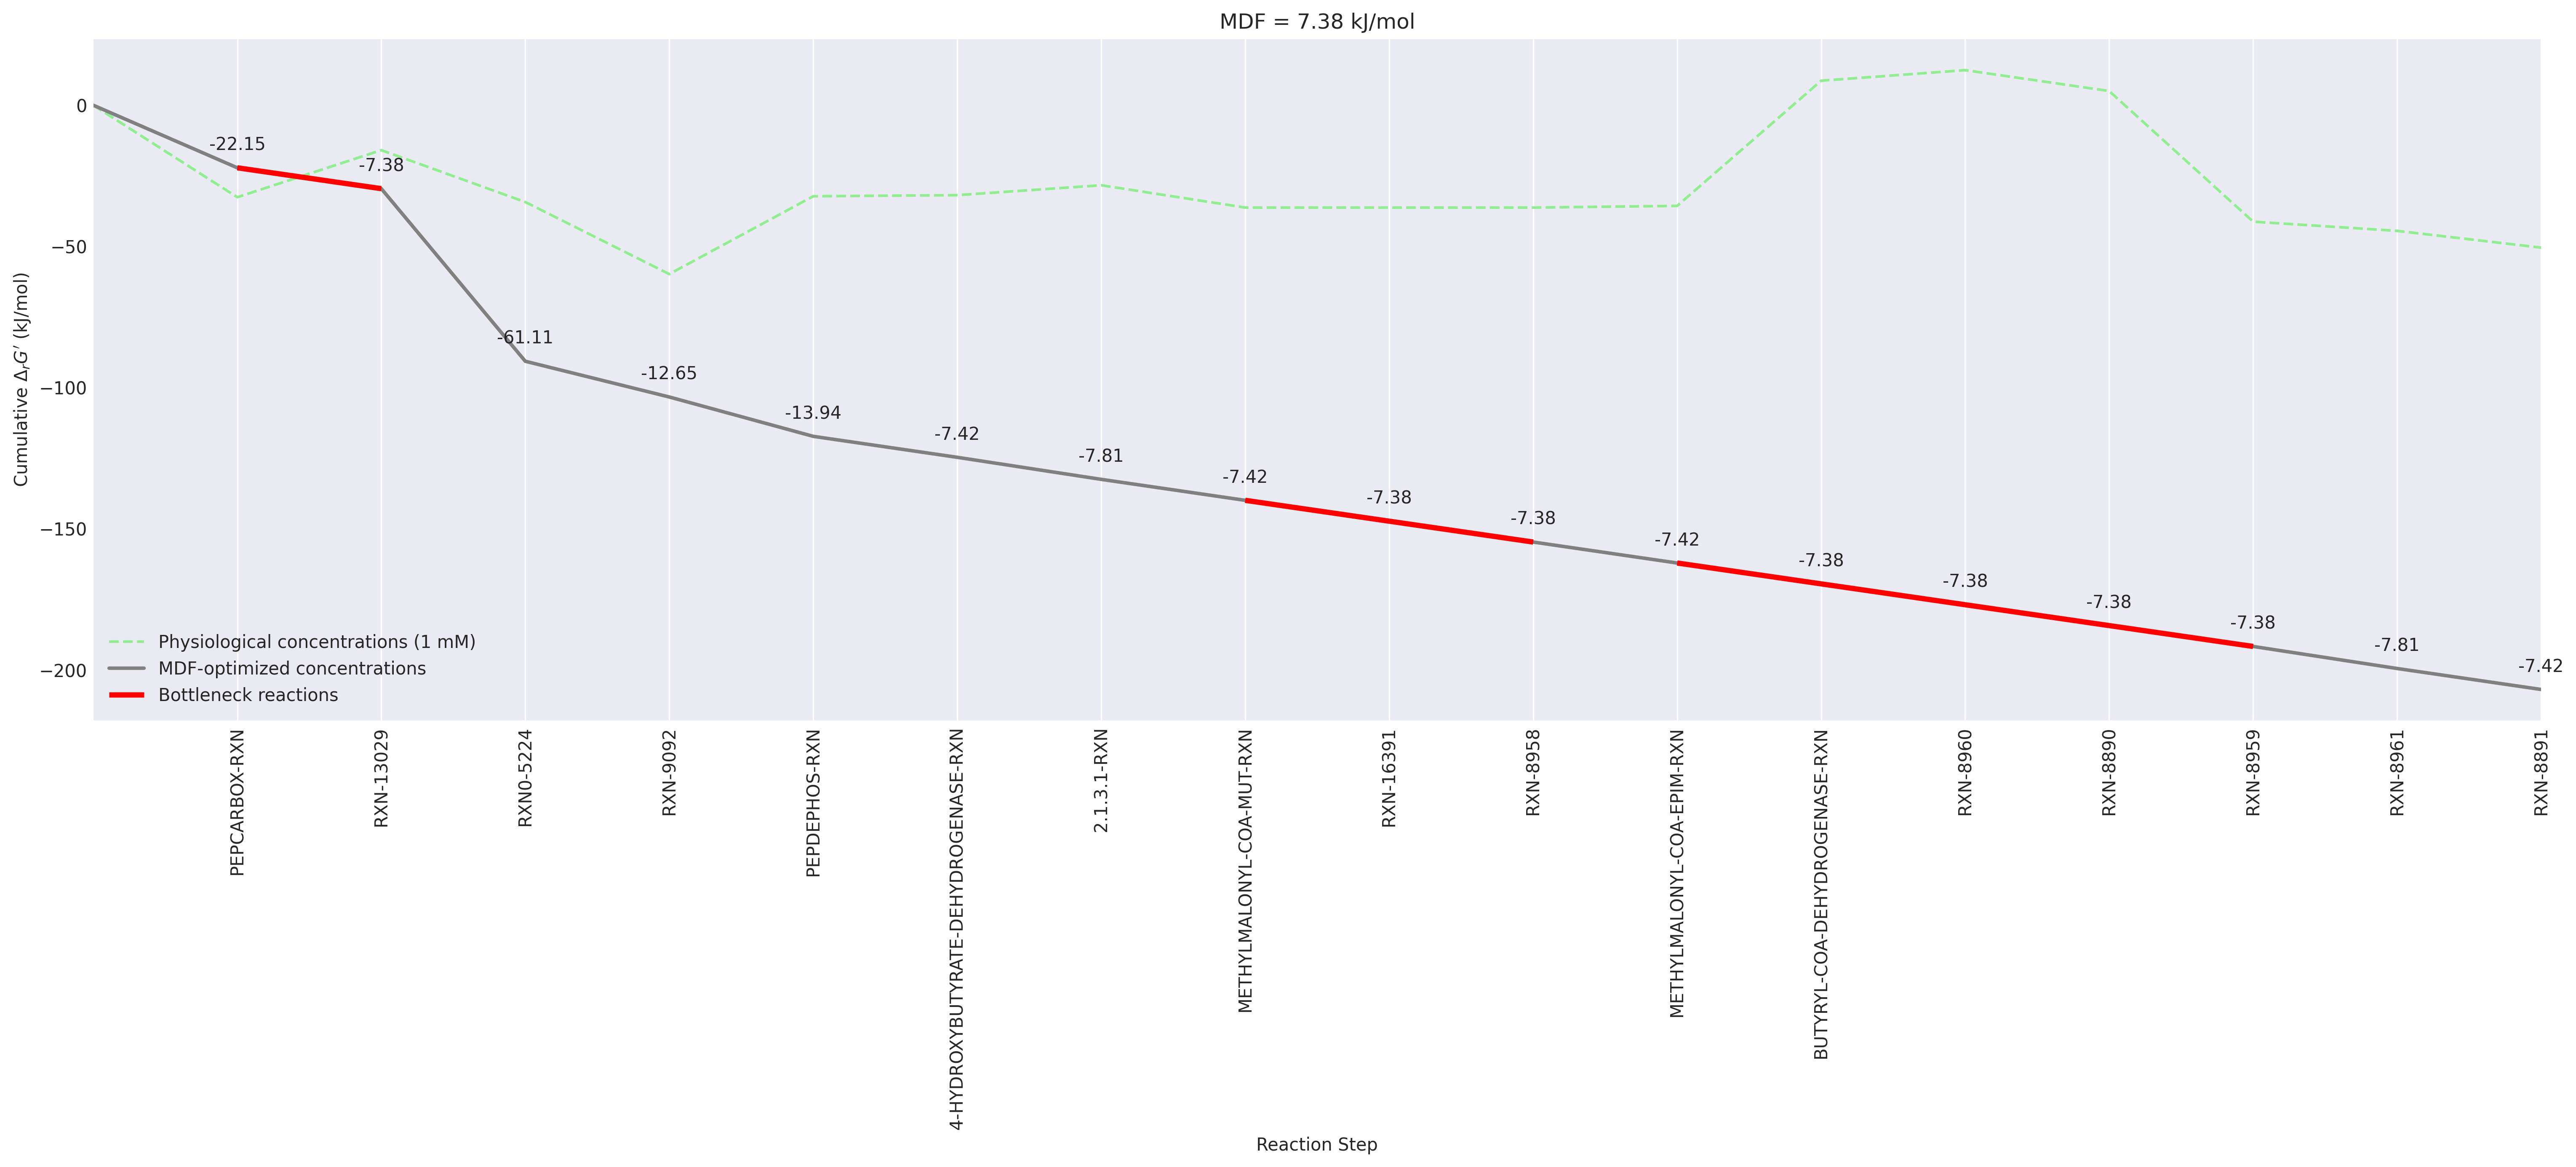 MDF = 7.38 kJ/mol
Cumulative ΔrG′ (kJ/mol)
0
−50
−100
−150
−200
-22.15
-7.38
-61.11
-12.65
-13.94
-7.42
-7.81
-7.42
-7.38
-7.38
-7.42
-7.38
-7.38
-7.38
-7.38
-7.81
-7.42
Physiological concentrations (1 mM)
MDF-optimized concentrations
Bottleneck reactions
PEPCARBOX-RXN
RXN-13029
RXN0-5224
RXN-9092
PEPDEPHOS-RXN
4-HYDROXYBUTYRATE-DEHYDROGENASE-RXN
2.1.3.1-RXN
METHYLMALONYL-COA-MUT-RXN
RXN-16391
RXN-8958
METHYLMALONYL-COA-EPIM-RXN
BUTYRYL-COA-DEHYDROGENASE-RXN
RXN-8960
RXN-8890
RXN-8959
RXN-8961
RXN-8891
Reaction Step